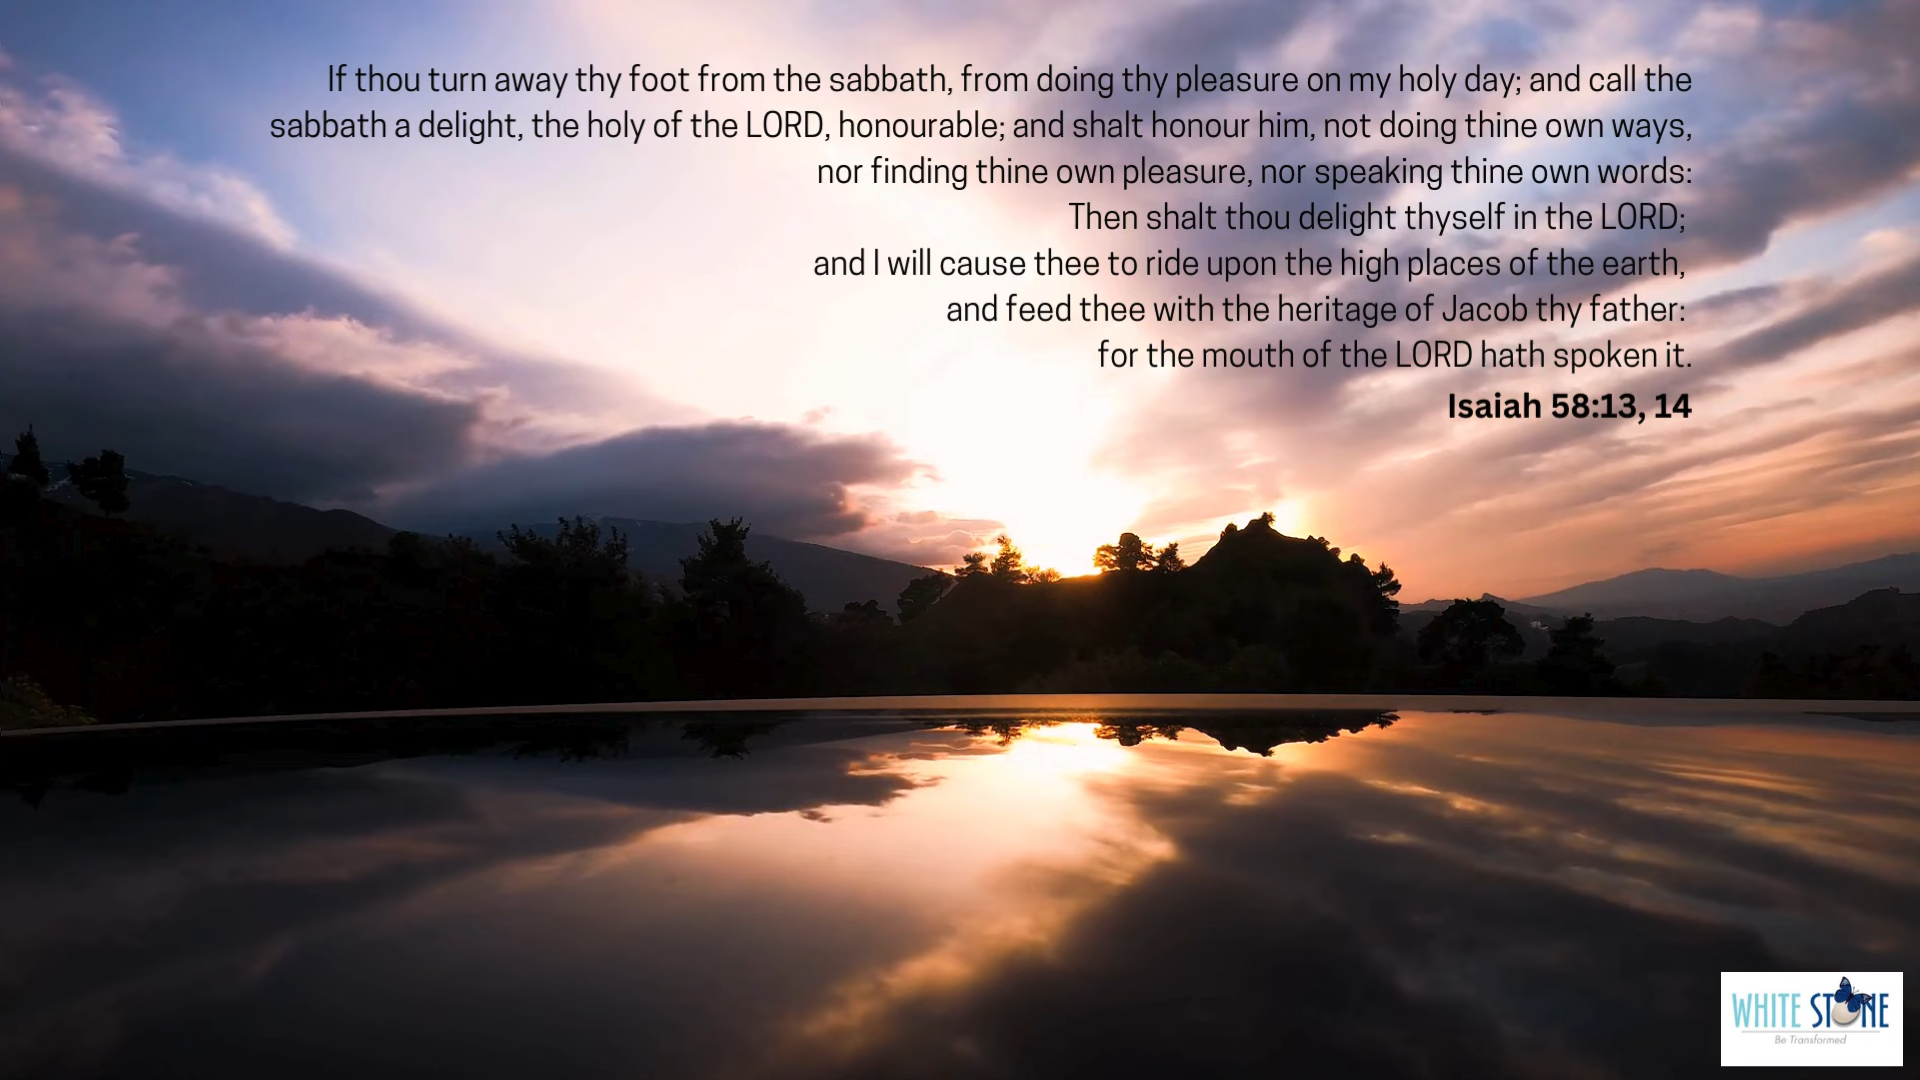 If thou turn away thy foot from the sabbath, from doing thy pleasure on my holy day; and call the
sabbath a delight, the holy of the LORD, honourable; and shalt honour him, not doing thine own ways,
nor finding thine own pleasure, nor speaking thine own words:
Then shalt thou delight thyself in the LORD;
and I will cause thee to ride upon the high places of the earth,
and feed thee with the heritage of Jacob thy father:
for the mouth of the LORD hath spoken it.
Isaiah 58:13, 14
WHITE STONE
Be Transformed